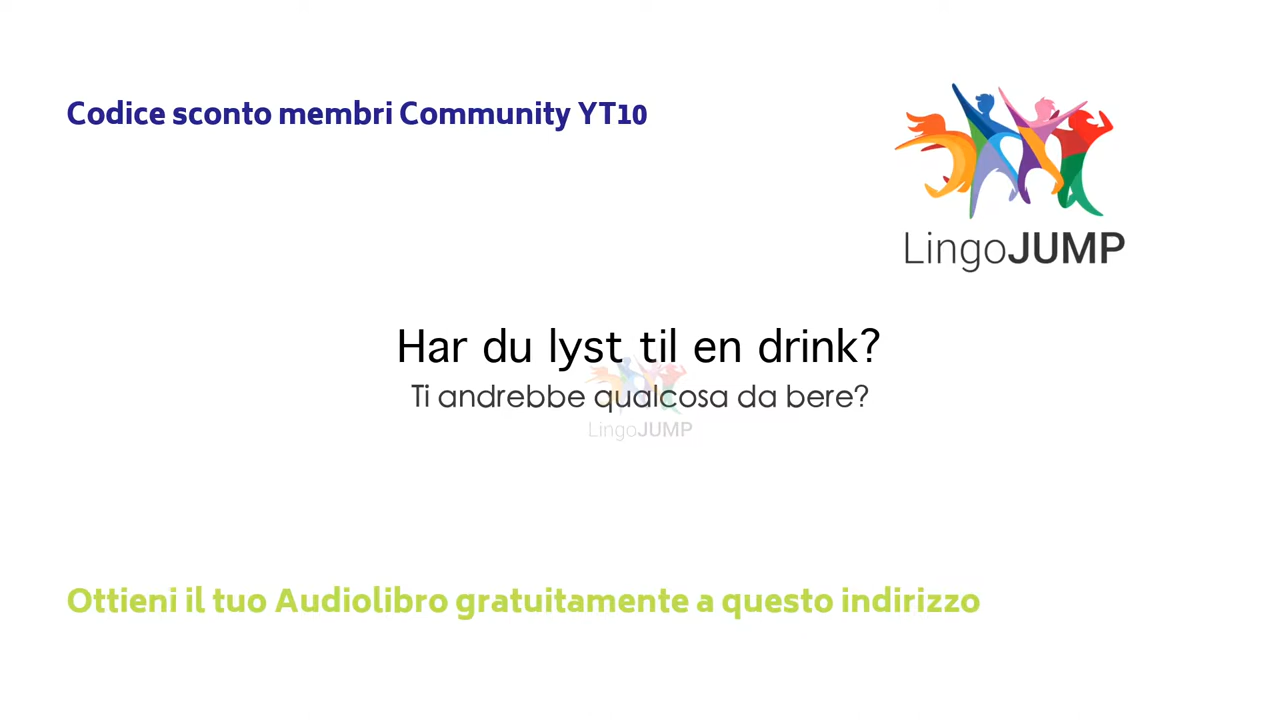 Codice sconto membri Community YT10
LingoJUMP
Har du lyst til en drink?
Ti andrebbe qualcosa da bere?
LingoJUMP
Ottieni il tuo Audiolibro gratuitamente a questo indirizzo